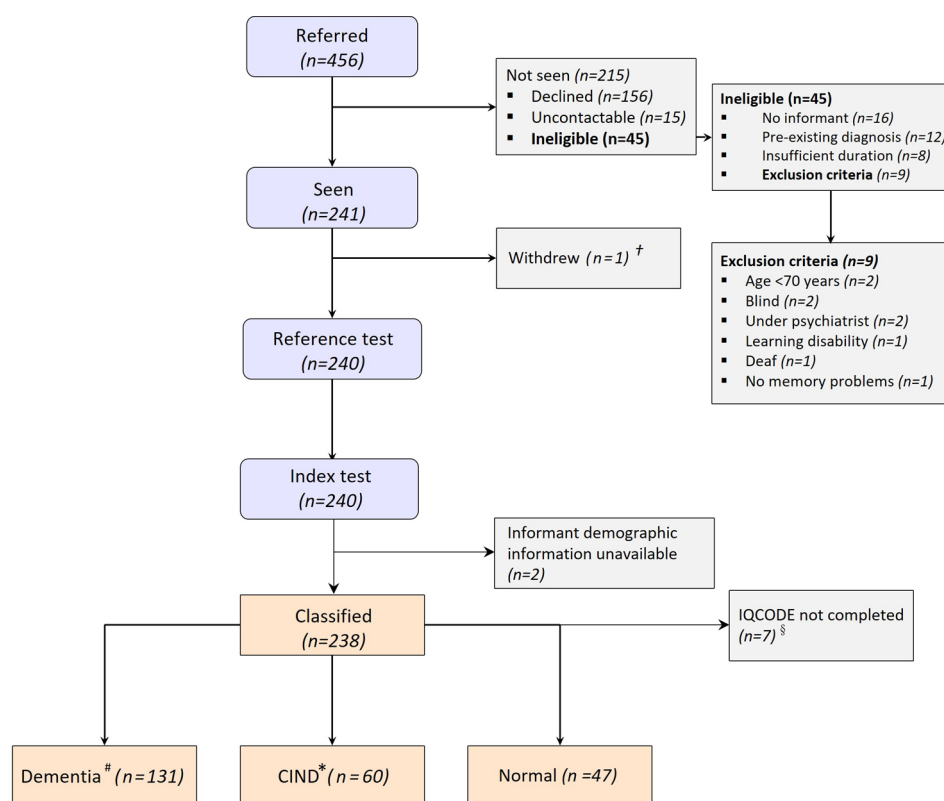 Referred
(n=456)
Not seen (n=215)
▪ Declined (n=156)
▪ Uncontactable (n=15)
▪ Ineligible (n=45)
Ineligible (n=45)
▪ No informant (n=16)
▪ Pre-existing diagnosis (n=12)
▪ Insufficient duration (n=8)
▪ Exclusion criteria (n=9)
Seen
(n=241)
Withdrew (n=1) †
Exclusion criteria (n=9)
▪ Age <70 years (n=2)
▪ Blind (n=2)
▪ Under psychiatrist (n=2)
▪ Learning disability (n=1)
▪ Deaf (n=1)
▪ No memory problems (n=1)
Reference test
(n=240)
Index test
(n=240)
Informant demographic
information unavailable
(n=2)
Classified
(n=238)
IQCODE not completed
(n=7) §
Dementia# (n=131)
CIND* (n= 60)
Normal (n =47)